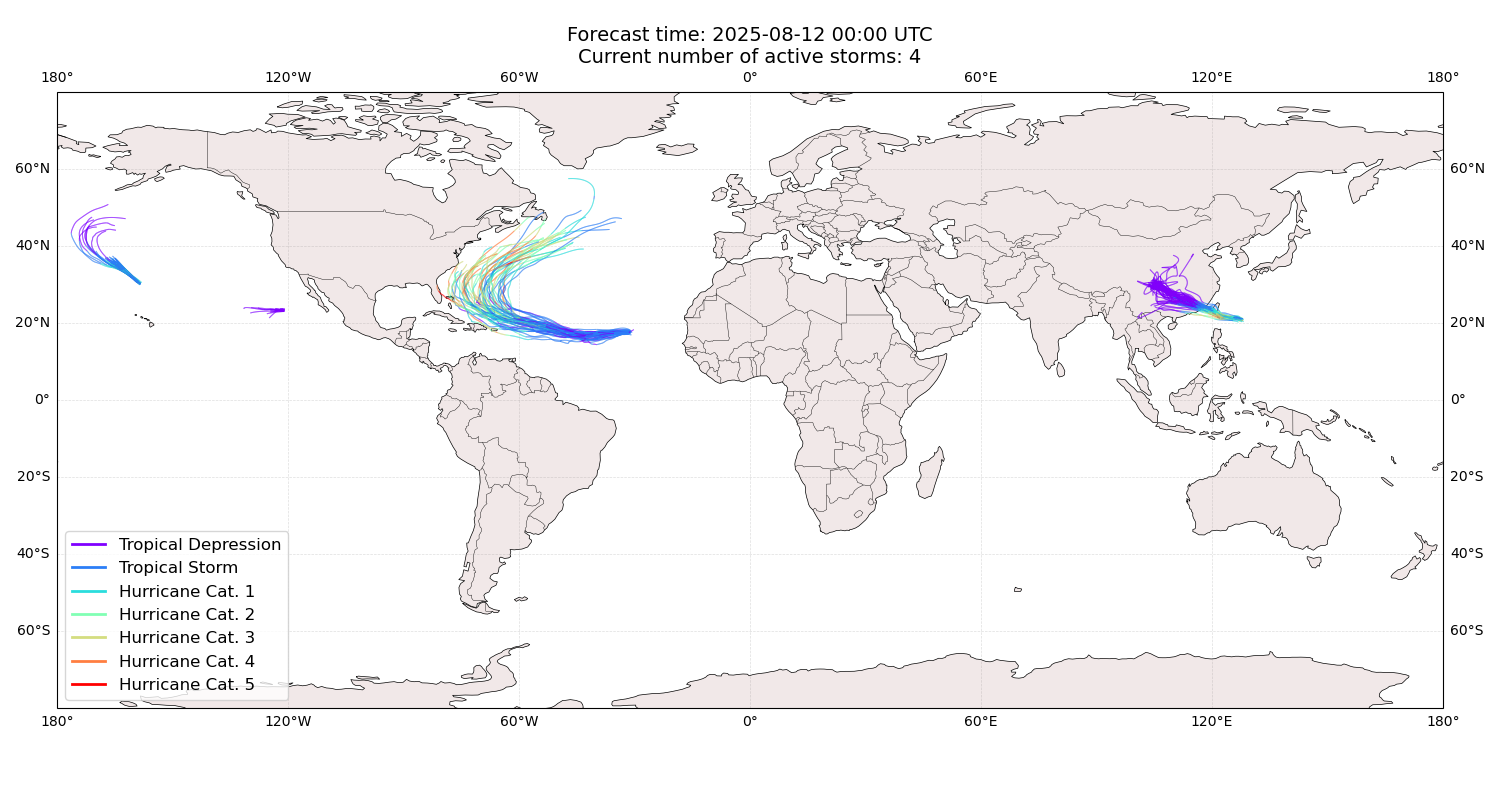 Forecast time: 2025-08-12 00:00 UTC
Current number of active storms: 4
180° 120°W 60°W 0° 60°E 120°E 180°
60°N 60°N
40°N 40°N
20°N 20°N
0° 0°
20°S 20°S
40°S 40°S
60°S 60°S
Tropical Depression
Tropical Storm
Hurricane Cat. 1
Hurricane Cat. 2
Hurricane Cat. 3
Hurricane Cat. 4
Hurricane Cat. 5
180° 120°W 60°W 0° 60°E 120°E 180°